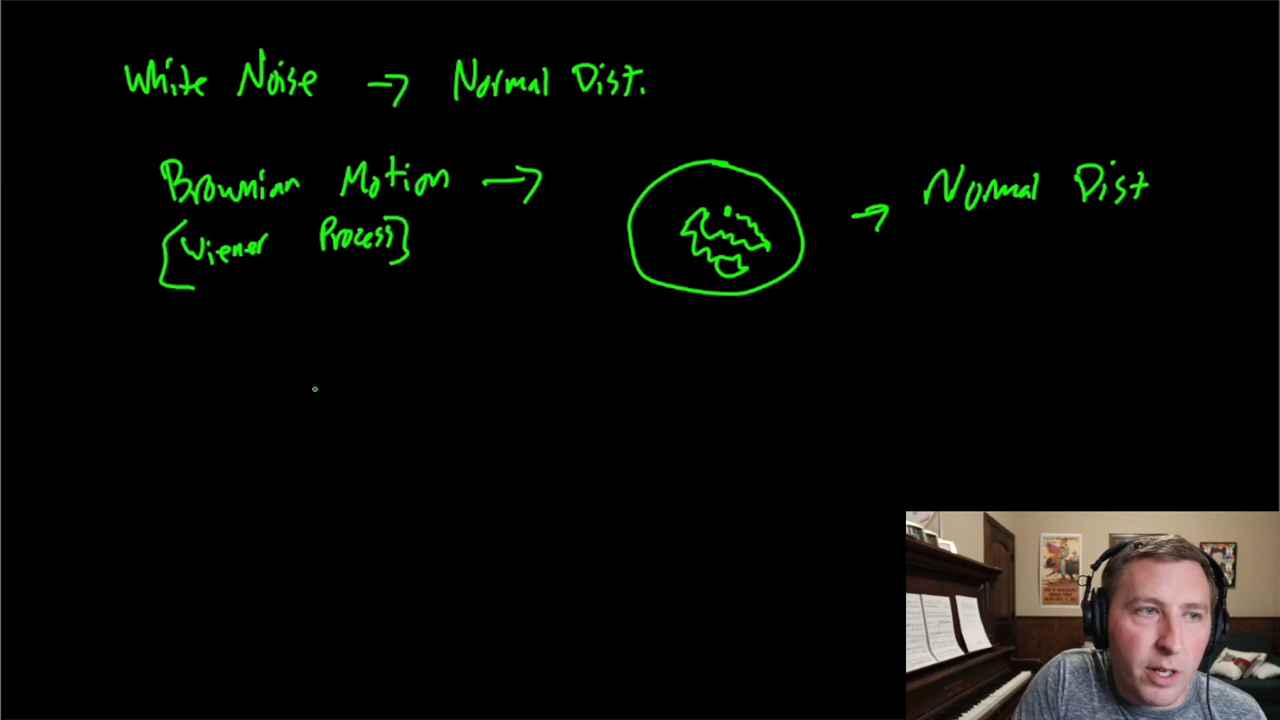 White Noise → Normal Dist.
Brownian Motion → → Normal Dist
[Wiener Process]